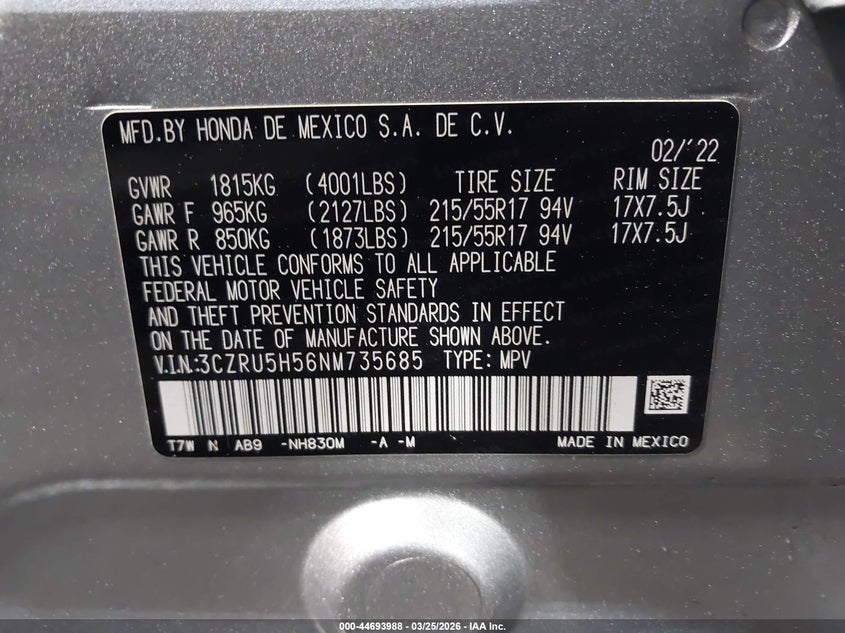 MFD.BY HONDA DE MEXICO S.A. DE C.V.
02/'22
GVWR 1815KG (4001LBS) TIRE SIZE RIM SIZE
GAWR F 965KG (2127LBS) 215/55R17 94V 17X7.5J
GAWR R 850KG (1873LBS) 215/55R17 94V 17X7.5J
THIS VEHICLE CONFORMS TO ALL APPLICABLE
FEDERAL MOTOR VEHICLE SAFETY
AND THEFT PREVENTION STANDARDS IN EFFECT
ON THE DATE OF MANUFACTURE SHOWN ABOVE.
V.I.N.:3CZRU5H56NM735685 TYPE: MPV
T7W N AB9 -NH830M -A -M MADE IN MEXICO
000-44693988 - 03/25/2026 - IAA Inc.